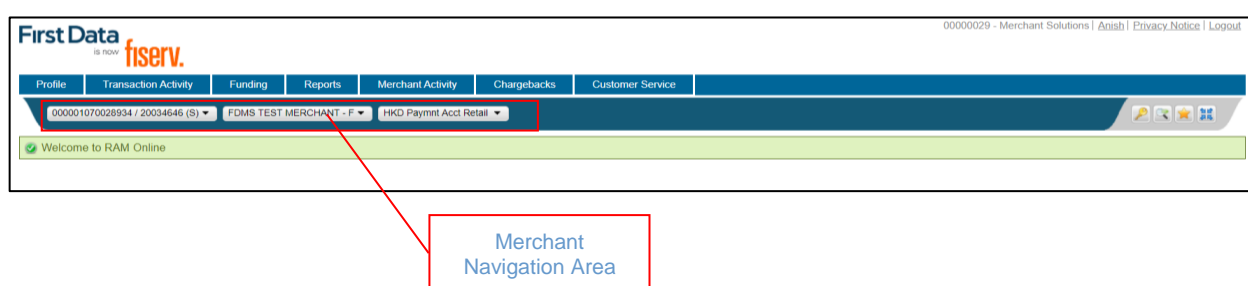 First Data
is now fiserv.
00000029 - Merchant Solutions | Anish | Privacy Notice | Logout
Profile Transaction Activity Funding Reports Merchant Activity Chargebacks Customer Service
000001070028934 / 20034646 (S) FDMS TEST MERCHANT - F HKD Paymnt Acct Retail
Welcome to RAM Online
Merchant
Navigation Area